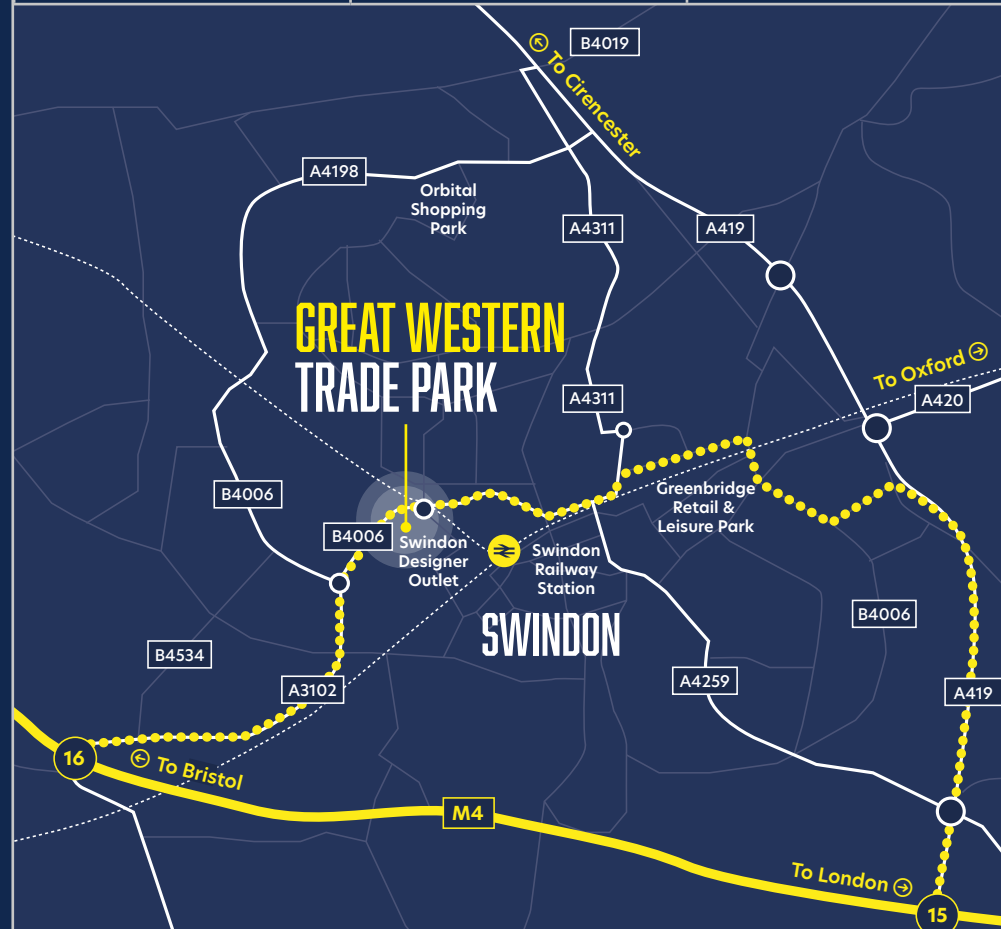 B4019
To Cirencester
A4198
Orbital
Shopping
Park
A4311
A419
GREAT WESTERN
TRADE PARK
To Oxford
A420
A4311
B4006
Greenbridge
Retail &
Leisure Park
B4006
Swindon
Designer
Outlet
Swindon
Railway
Station
SWINDON
B4006
B4534
A4259
A3102
A419
16
To Bristol
M4
To London
15